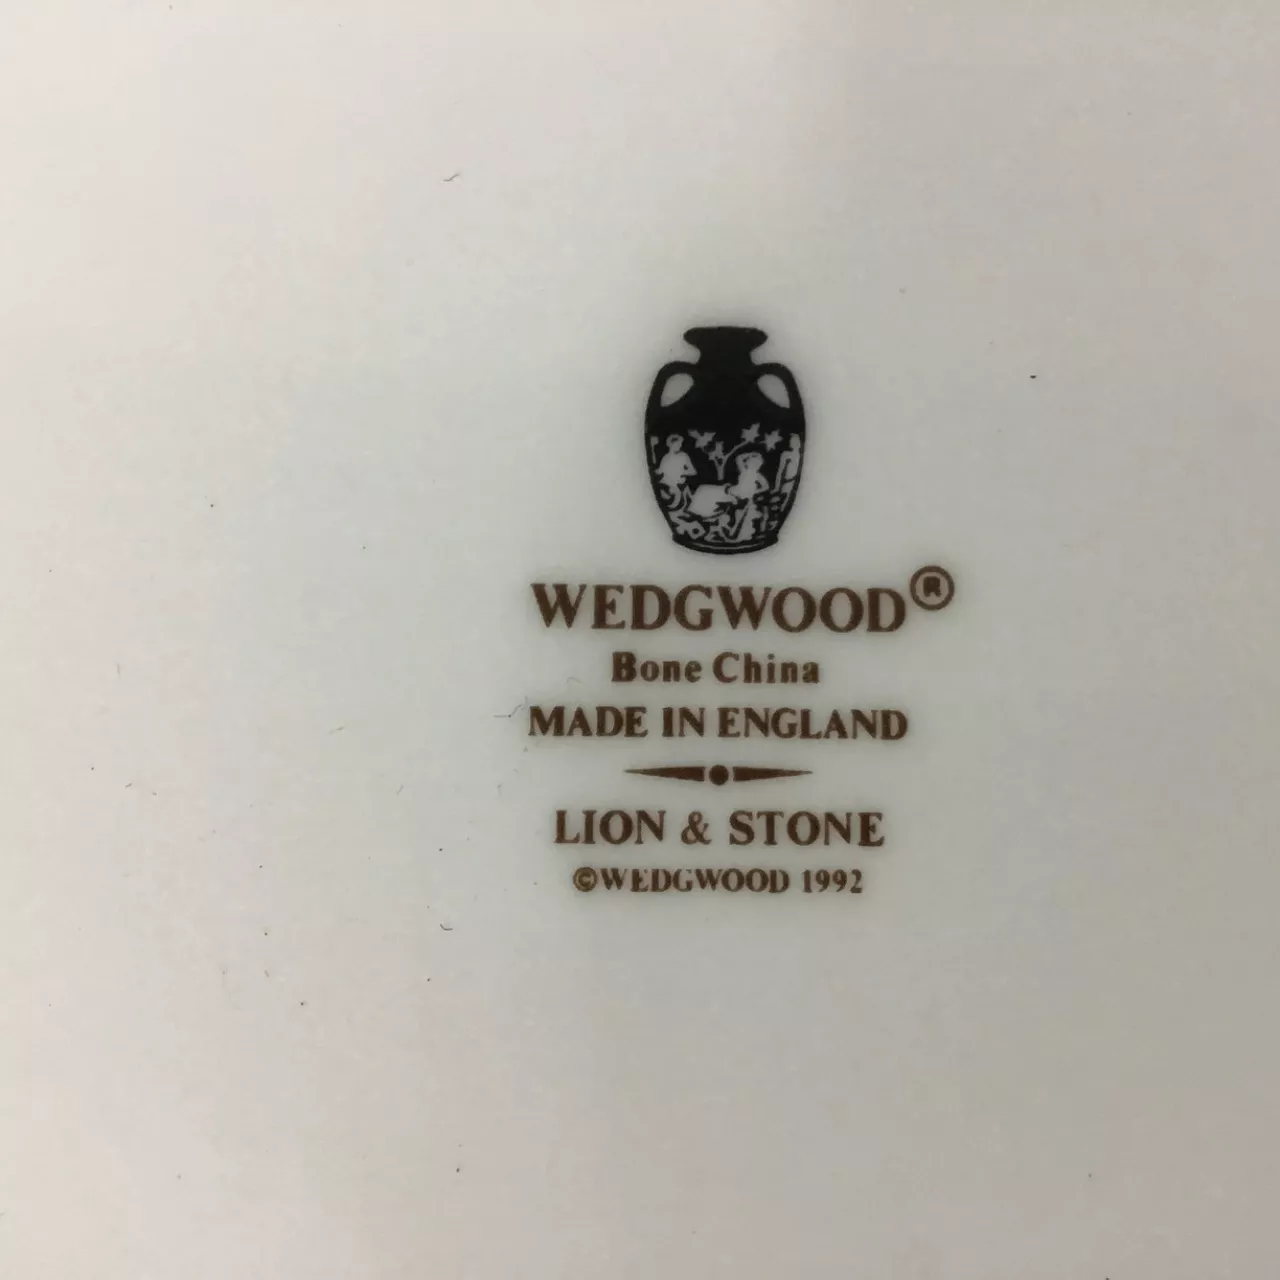 WEDGWOOD®
Bone China
MADE IN ENGLAND
LION & STONE
©WEDGWOOD 1992